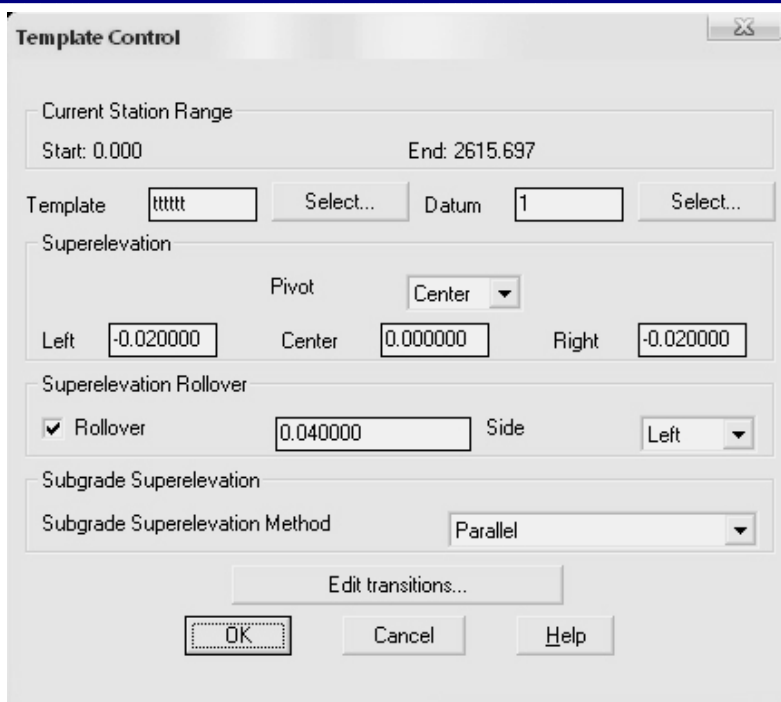 Template Control
Current Station Range
Start: 0.000 End: 2615.697
Template tttttt Select... Datum 1 Select...
Superelevation
Pivot Center
Left -0.020000 Center 0.000000 Right -0.020000
Superelevation Rollover
Rollover 0.040000 Side Left
Subgrade Superelevation
Subgrade Superelevation Method Parallel
Edit transitions...
OK Cancel Help